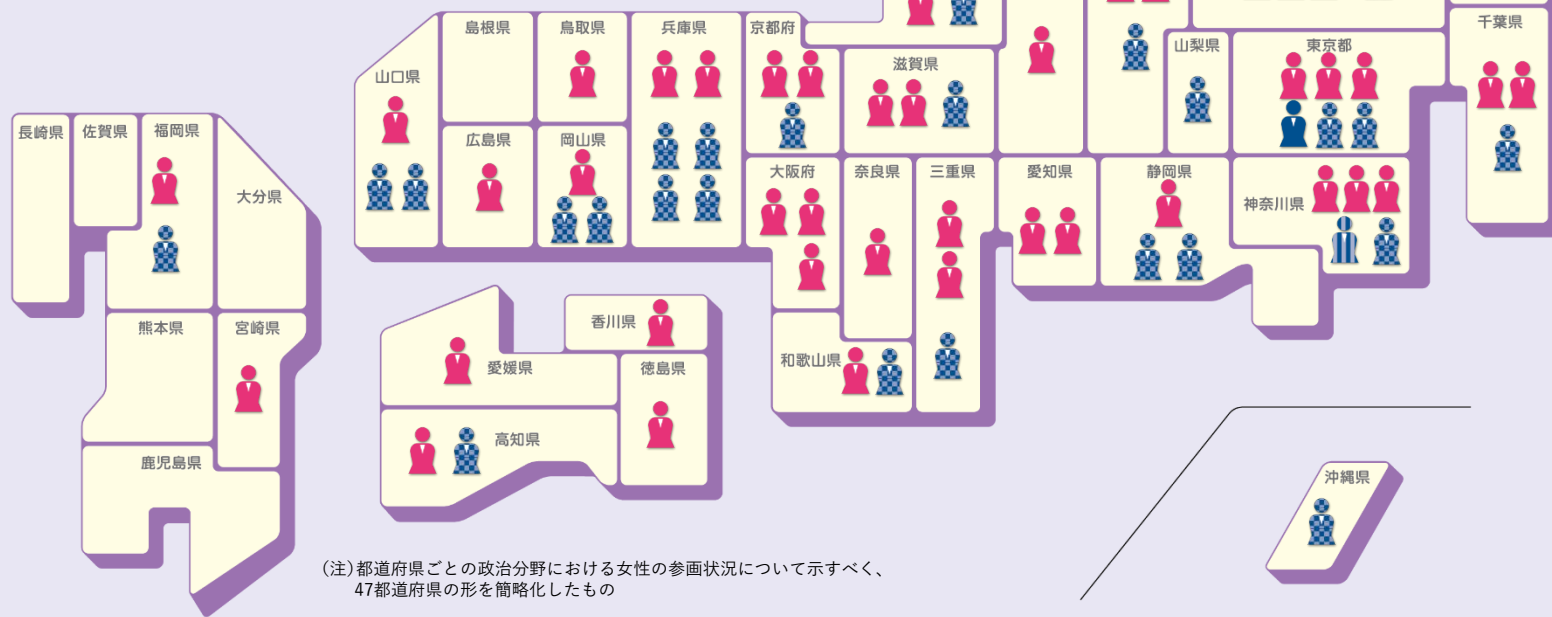 島根県
鳥取県
兵庫県
京都府
千葉県
山口県
滋賀県
山梨県
東京都
長崎県
佐賀県
福岡県
広島県
岡山県
大分県
大阪府
奈良県
三重県
愛知県
静岡県
神奈川県
熊本県
宮崎県
香川県
愛媛県
徳島県
和歌山県
高知県
鹿児島県
沖縄県
(注)都道府県ごとの政治分野における女性の参画状況について示すべく、
47都道府県の形を簡略化したもの